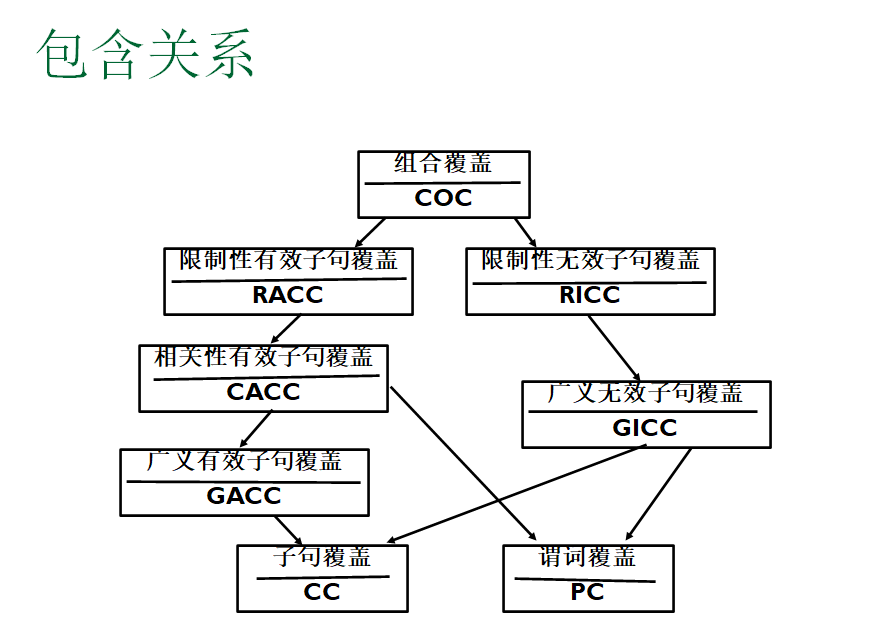 包含关系
组合覆盖
COC
限制性有效子句覆盖
RACC
限制性无效子句覆盖
RICC
相关性有效子句覆盖
CACC
广义无效子句覆盖
GICC
广义有效子句覆盖
GACC
子句覆盖
CC
谓词覆盖
PC